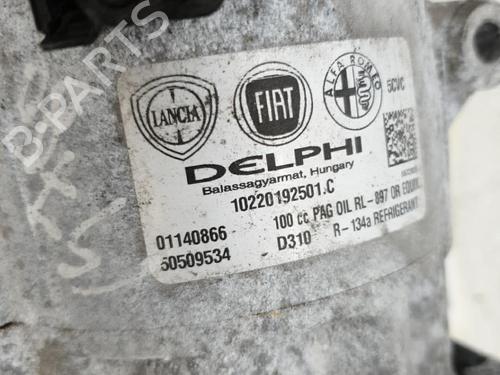 B-PARTS
LANCIA
FIAT
ALFA ROMEO
5CVC
DELPHI
Balassagyarmat, Hungary
10220192501.C
01140866
100 cc PAG OIL RL-897 OR EQUIV.
50509534
D310
R-134a REFRIGERANT